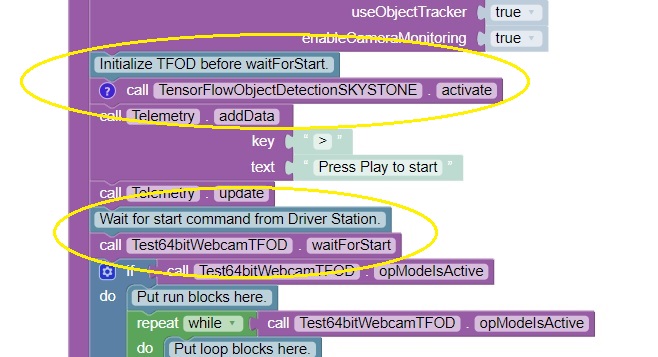 useObjectTracker true
enableCameraMonitoring true
Initialize TFOD before waitForStart.
? call TensorFlowObjectDetectionSKYSTONE . activate
call Telemetry . addData
key " > "
text " Press Play to start "
call Telemetry . update
Wait for start command from Driver Station.
call Test64bitWebcamTFOD . waitForStart
if call Test64bitWebcamTFOD . opModeIsActive
do Put run blocks here.
repeat while call Test64bitWebcamTFOD . opModeIsActive
do Put loop blocks here.